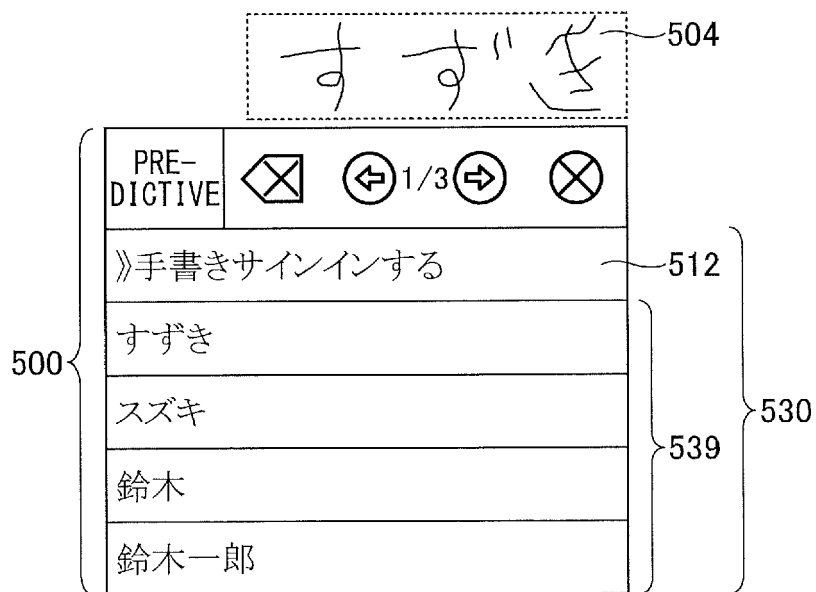 すずき 504
PRE-
DICTIVE 1/3
》手書きサインインする 512
すずき
500
スズキ 530
539
鈴木
鈴木一郎